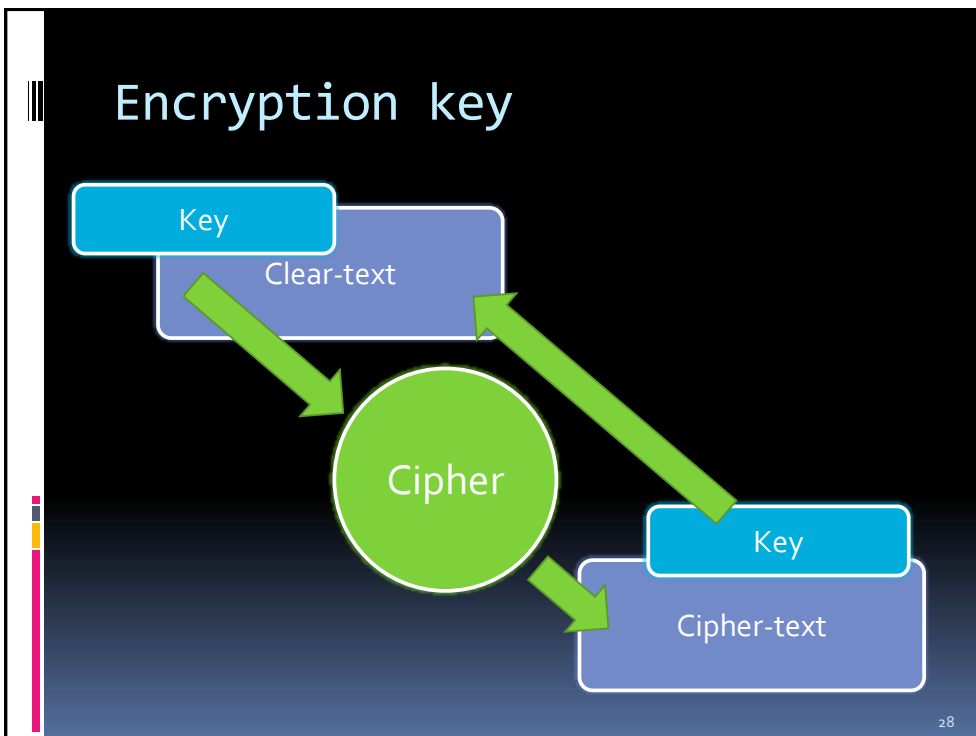 Encryption key
Key
Clear-text
Cipher
Key
Cipher-text
28